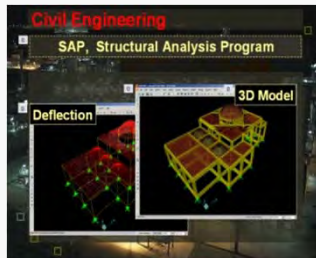 Civil Engineering
SAP, Structural Analysis Program
3D Model
Deflection